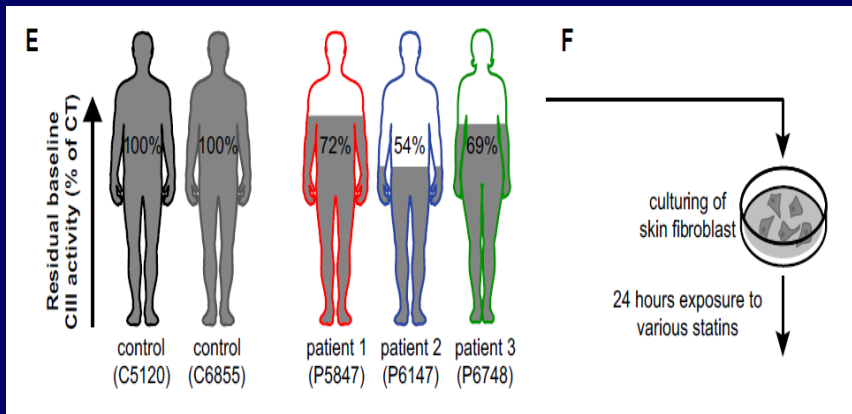 E
Residual baseline
CIII activity (% of CT)
100%
100%
72%
54%
69%
control
(C5120)
control
(C6855)
patient 1
(P5847)
patient 2
(P6147)
patient 3
(P6748)
F
culturing of
skin fibroblast
24 hours exposure to
various statins